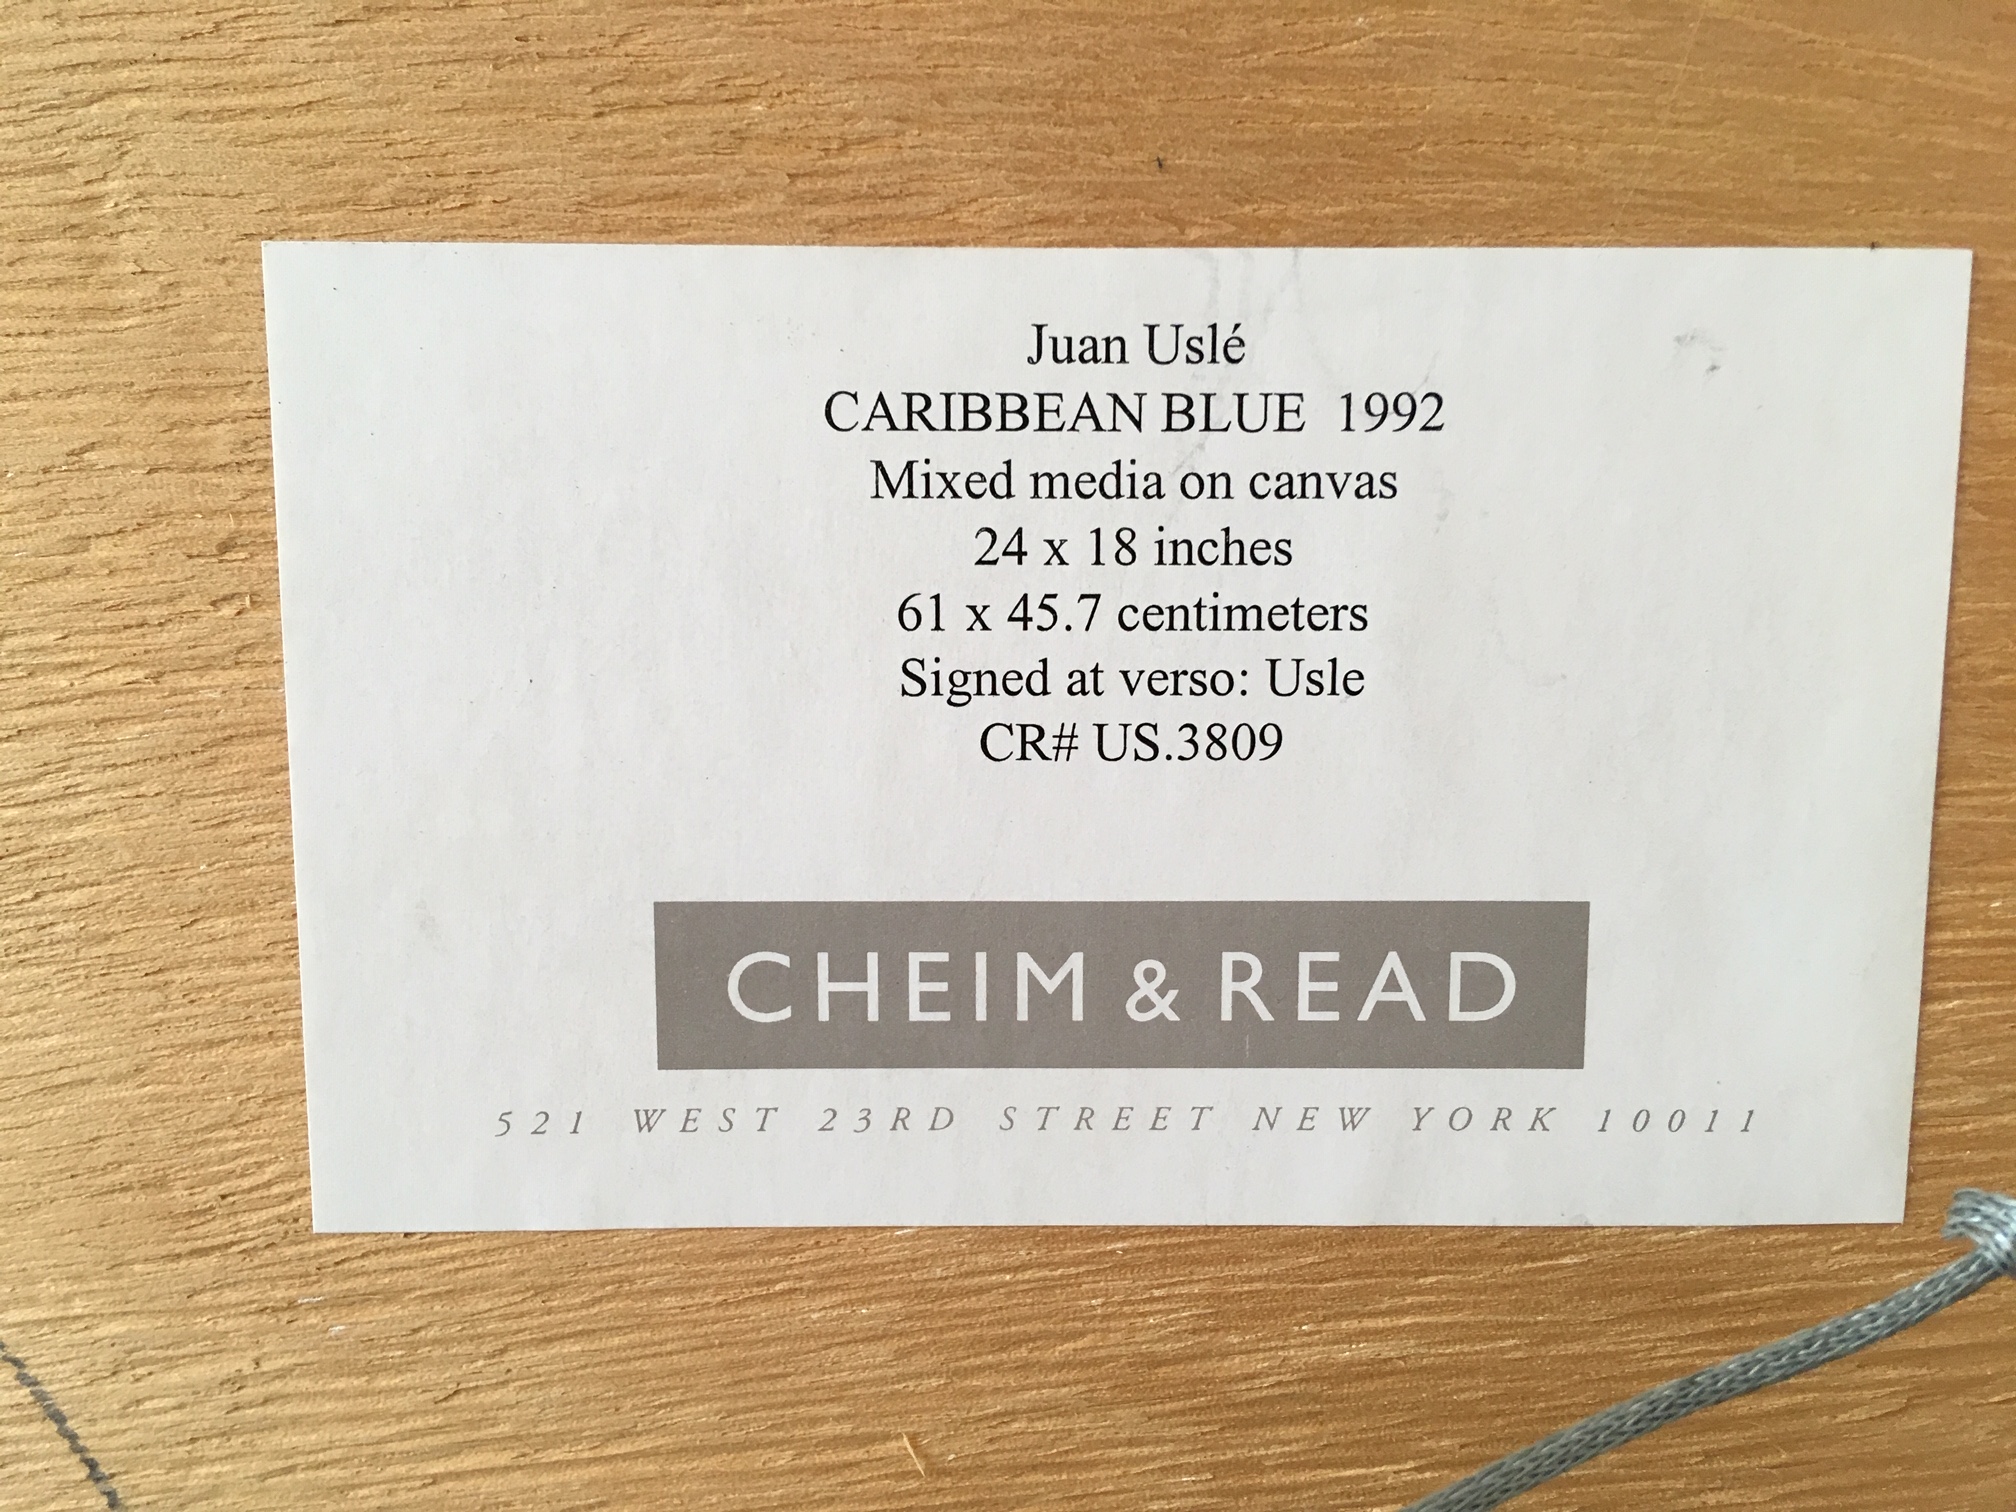 Juan Uslé
CARIBBEAN BLUE 1992
Mixed media on canvas
24 x 18 inches
61 x 45.7 centimeters
Signed at verso: Usle
CR# US.3809
CHEIM & READ
521 WEST 23RD STREET NEW YORK 10011